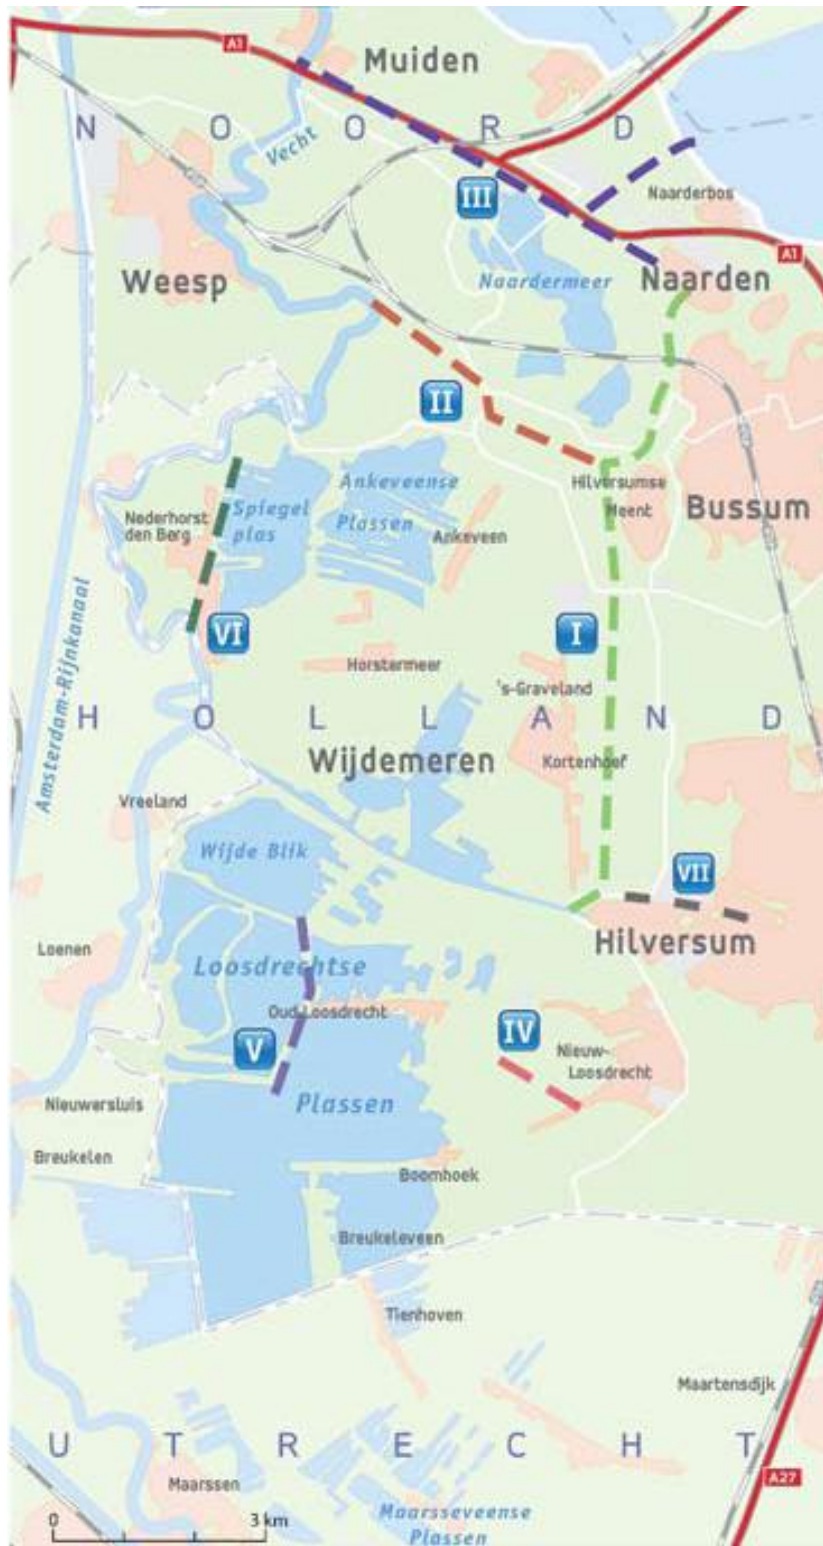 A1
Muiden
N O O R D
Vecht
III
Naarderbos
Weesp
Naardermeer
Naarden
A1
II
Ankeveense
Plassen
Spiegel
plas
Hilversumse
Meent
Bussum
Nederhorst
den Berg
Ankeveen
VI
I
Amsterdam-Rijnkanaal
Horstermeer
's-Graveland
H O L L A N D
Wijdemeren
Kortenhoef
Vreeland
Wijde Blik
VII
Hilversum
Loenen
Loosdrechtse
Oud-Loosdrecht
V
IV
Nieuw-
Loosdrecht
Plassen
Nieuwersluis
Breukelen
Boomhoek
Breukeleveen
Tienhoven
Maartensdijk
U T R E C H T
Maarssen
A27
0 3 km
Maarsseveense
Plassen